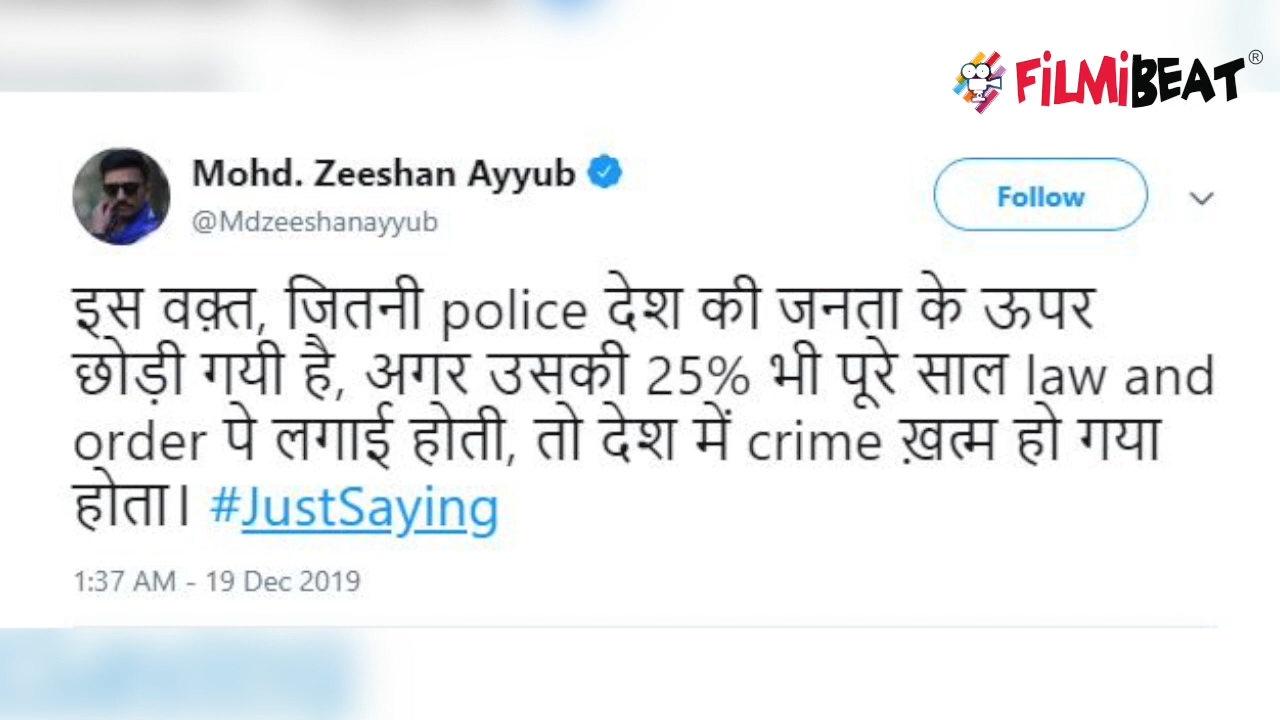 FiLMiBEAT®
Mohd. Zeeshan Ayyub
@Mdzeeshanayyub
Follow
इस वक़्त, जितनी police देश की जनता के ऊपर
छोड़ी गयी है, अगर उसकी 25% भी पूरे साल law and
order पे लगाई होती, तो देश में crime ख़त्म हो गया
होता। #JustSaying
1:37 AM - 19 Dec 2019